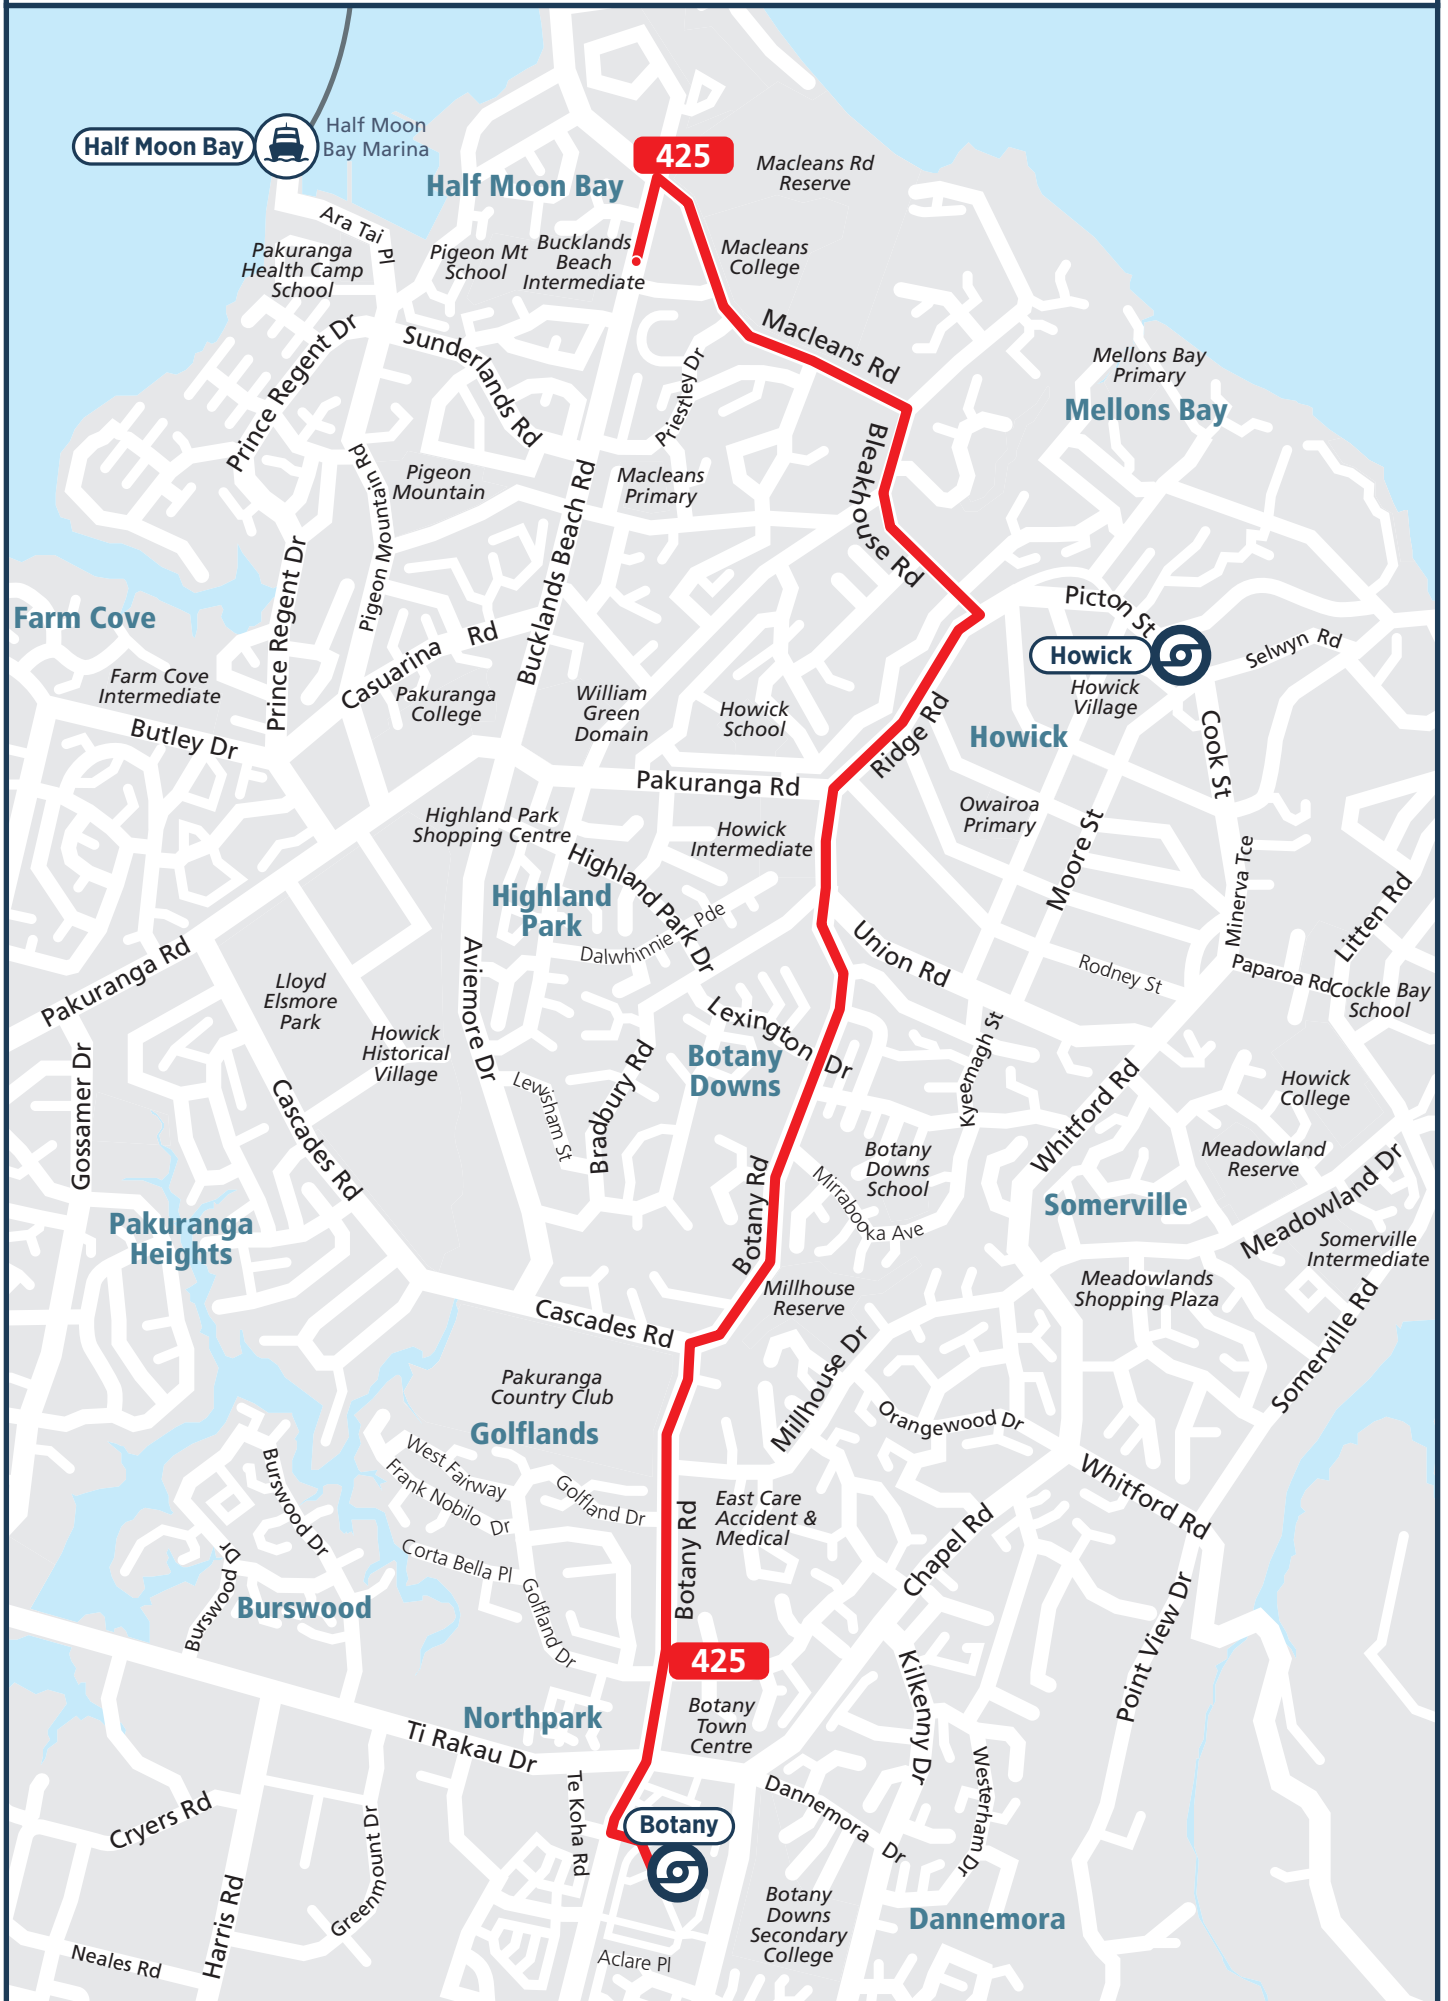 Half Moon Bay
Half Moon
Bay Marina
425
Macleans Rd
Reserve
Half Moon Bay
Ara Tai Pl
Pakuranga
Health Camp
School
Pigeon Mt
School
Bucklands
Beach
Intermediate
Macleans
College
Macleans Rd
Prince Regent Dr
Sunderlands Rd
Priestley Dr
Mellons Bay
Primary
Mellons Bay
Bleakhouse Rd
Pigeon Mountain Rd
Pigeon
Mountain
Macleans
Primary
Bucklands Beach Rd
Prince Regent Dr
Farm Cove
Picton St
Howick
Selwyn Rd
Casuarina Rd
Farm Cove
Intermediate
Pakuranga
College
William
Green
Domain
Howick
School
Howick
Village
Howick
Butley Dr
Ridge Rd
Cook St
Pakuranga Rd
Highland Park
Shopping Centre
Howick
Intermediate
Owairoa
Primary
Moore St
Minerva Tce
Highland Park Dr
Highland
Park
Dalwhinnie Pde
Litten Rd
Union Rd
Rodney St
Paparoa Rd
Cockle Bay
School
Pakuranga Rd
Lloyd
Elsmore
Park
Aviemore Dr
Lexington Dr
Howick
Historical
Village
Botany
Downs
Kyeemagh St
Gossamer Dr
Lewisham St
Bradbury Rd
Whitford Rd
Howick
College
Cascades Rd
Botany
Downs
School
Meadowland
Reserve
Meadowland Dr
Mirrabooka Ave
Somerville
Pakuranga
Heights
Botany Rd
Somerville
Intermediate
Millhouse
Reserve
Meadowlands
Shopping Plaza
Cascades Rd
Somerville Rd
Millhouse Dr
Pakuranga
Country Club
Golflands
Orangewood Dr
West Fairway
Frank Nobilo Dr
Golfland Dr
Burswood Dr
Whitford Rd
East Care
Accident &
Medical
Botany Rd
Chapel Rd
Corta Bella Pl
Golfland Dr
Burswood Dr
Burswood
Point View Dr
425
Kilkenny Dr
Northpark
Botany
Town
Centre
Ti Rakau Dr
Te Koha Rd
Westerham Dr
Dannemora Dr
Cryers Rd
Greenmount Dr
Botany
Harris Rd
Botany
Downs
Secondary
College
Dannemora
Neales Rd
Aclare Pl